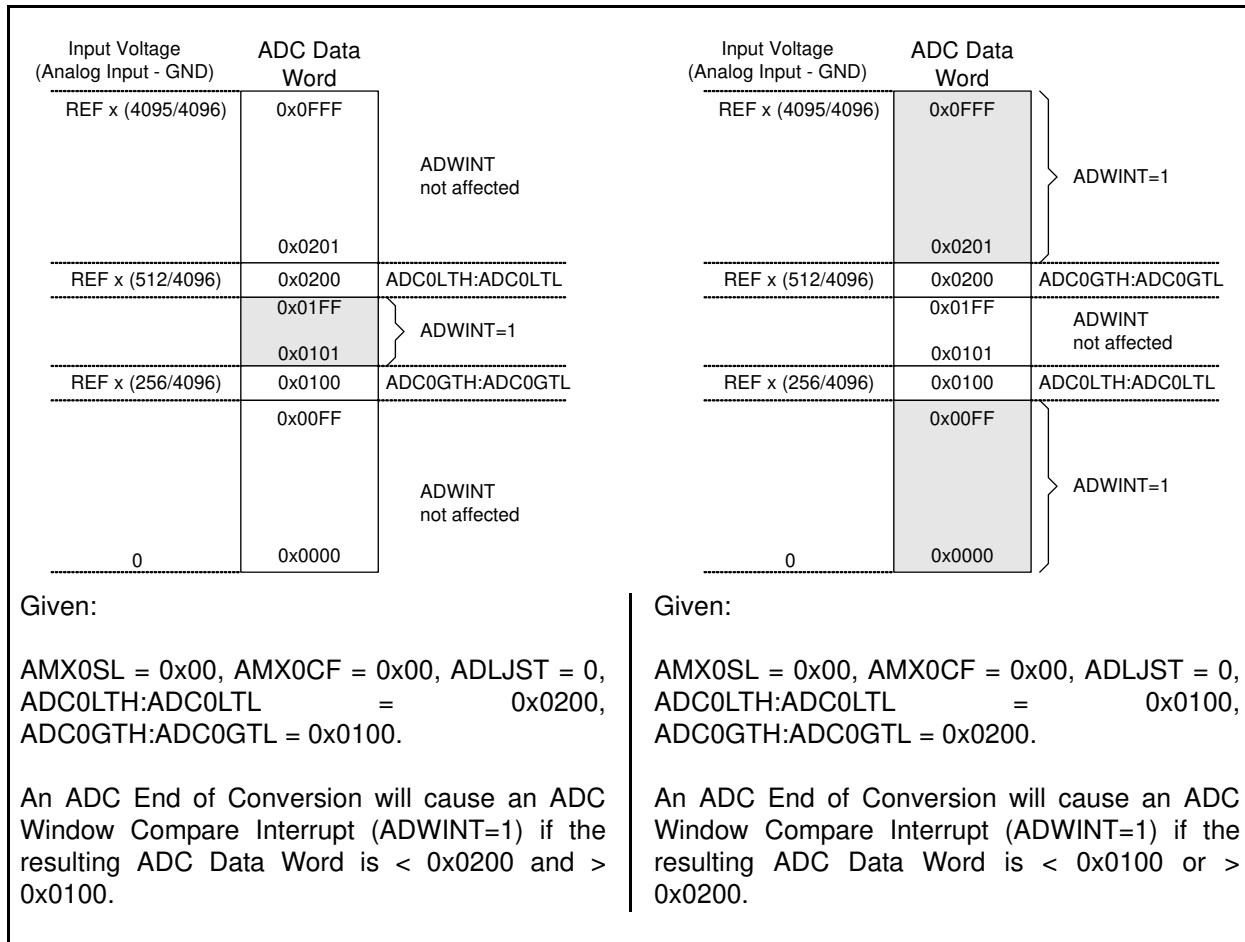 Input Voltage
(Analog Input - GND)
ADC Data
Word
REF x (4095/4096)
0x0FFF
ADWINT
not affected
0x0201
REF x (512/4096)
0x0200
ADC0LTH:ADC0LTL
0x01FF
ADWINT=1
0x0101
REF x (256/4096)
0x0100
ADC0GTH:ADC0GTL
0x00FF
ADWINT
not affected
0
0x0000
Given:
AMX0SL = 0x00, AMX0CF = 0x00, ADLJST = 0,
ADC0LTH:ADC0LTL = 0x0200,
ADC0GTH:ADC0GTL = 0x0100.
An ADC End of Conversion will cause an ADC
Window Compare Interrupt (ADWINT=1) if the
resulting ADC Data Word is < 0x0200 and >
0x0100.
Input Voltage
(Analog Input - GND)
ADC Data
Word
REF x (4095/4096)
0x0FFF
ADWINT=1
0x0201
REF x (512/4096)
0x0200
ADC0GTH:ADC0GTL
0x01FF
ADWINT
not affected
0x0101
REF x (256/4096)
0x0100
ADC0LTH:ADC0LTL
0x00FF
ADWINT=1
0
0x0000
Given:
AMX0SL = 0x00, AMX0CF = 0x00, ADLJST = 0,
ADC0LTH:ADC0LTL = 0x0100,
ADC0GTH:ADC0GTL = 0x0200.
An ADC End of Conversion will cause an ADC
Window Compare Interrupt (ADWINT=1) if the
resulting ADC Data Word is < 0x0100 or >
0x0200.